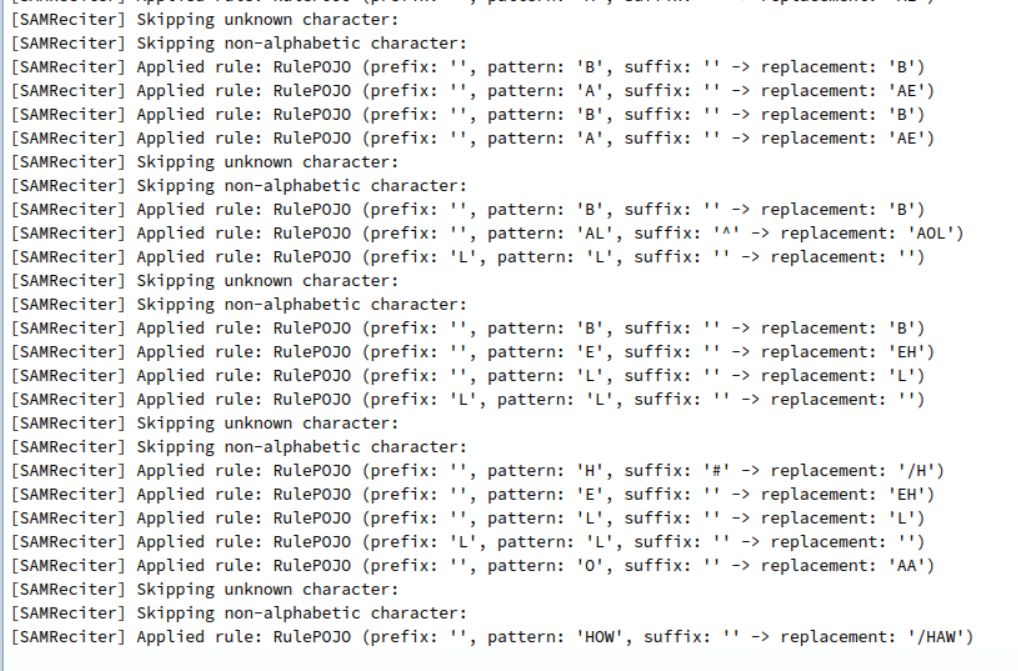 [SAMReciter] Skipping unknown character:
[SAMReciter] Skipping non-alphabetic character:
[SAMReciter] Applied rule: RulePOJO (prefix: '', pattern: 'B', suffix: '' -> replacement: 'B')
[SAMReciter] Applied rule: RulePOJO (prefix: '', pattern: 'A', suffix: '' -> replacement: 'AE')
[SAMReciter] Applied rule: RulePOJO (prefix: '', pattern: 'B', suffix: '' -> replacement: 'B')
[SAMReciter] Applied rule: RulePOJO (prefix: '', pattern: 'A', suffix: '' -> replacement: 'AE')
[SAMReciter] Skipping unknown character:
[SAMReciter] Skipping non-alphabetic character:
[SAMReciter] Applied rule: RulePOJO (prefix: '', pattern: 'B', suffix: '' -> replacement: 'B')
[SAMReciter] Applied rule: RulePOJO (prefix: '', pattern: 'AL', suffix: '^' -> replacement: 'AOL')
[SAMReciter] Applied rule: RulePOJO (prefix: 'L', pattern: 'L', suffix: '' -> replacement: '')
[SAMReciter] Skipping unknown character:
[SAMReciter] Skipping non-alphabetic character:
[SAMReciter] Applied rule: RulePOJO (prefix: '', pattern: 'B', suffix: '' -> replacement: 'B')
[SAMReciter] Applied rule: RulePOJO (prefix: '', pattern: 'E', suffix: '' -> replacement: 'EH')
[SAMReciter] Applied rule: RulePOJO (prefix: '', pattern: 'L', suffix: '' -> replacement: 'L')
[SAMReciter] Applied rule: RulePOJO (prefix: 'L', pattern: 'L', suffix: '' -> replacement: '')
[SAMReciter] Skipping unknown character:
[SAMReciter] Skipping non-alphabetic character:
[SAMReciter] Applied rule: RulePOJO (prefix: '', pattern: 'H', suffix: '#' -> replacement: '/H')
[SAMReciter] Applied rule: RulePOJO (prefix: '', pattern: 'E', suffix: '' -> replacement: 'EH')
[SAMReciter] Applied rule: RulePOJO (prefix: '', pattern: 'L', suffix: '' -> replacement: 'L')
[SAMReciter] Applied rule: RulePOJO (prefix: 'L', pattern: 'L', suffix: '' -> replacement: '')
[SAMReciter] Applied rule: RulePOJO (prefix: '', pattern: 'O', suffix: '' -> replacement: 'AA')
[SAMReciter] Skipping unknown character:
[SAMReciter] Skipping non-alphabetic character:
[SAMReciter] Applied rule: RulePOJO (prefix: '', pattern: 'HOW', suffix: '' -> replacement: '/HAW')